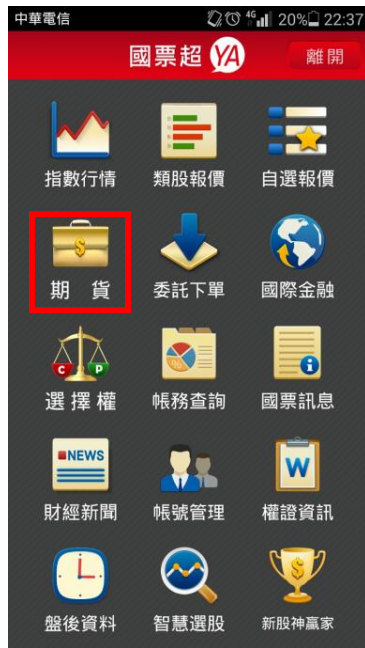 中華電信 4G 20% 22:37
國票超 YA 離開
指數行情 類股報價 自選報價
$
期 貨 委託下單 國際金融
C P % i
選擇權 帳務查詢 國票訊息
NEWS W
財經新聞 帳號管理 權證資訊
$
盤後資料 智慧選股 新股神贏家